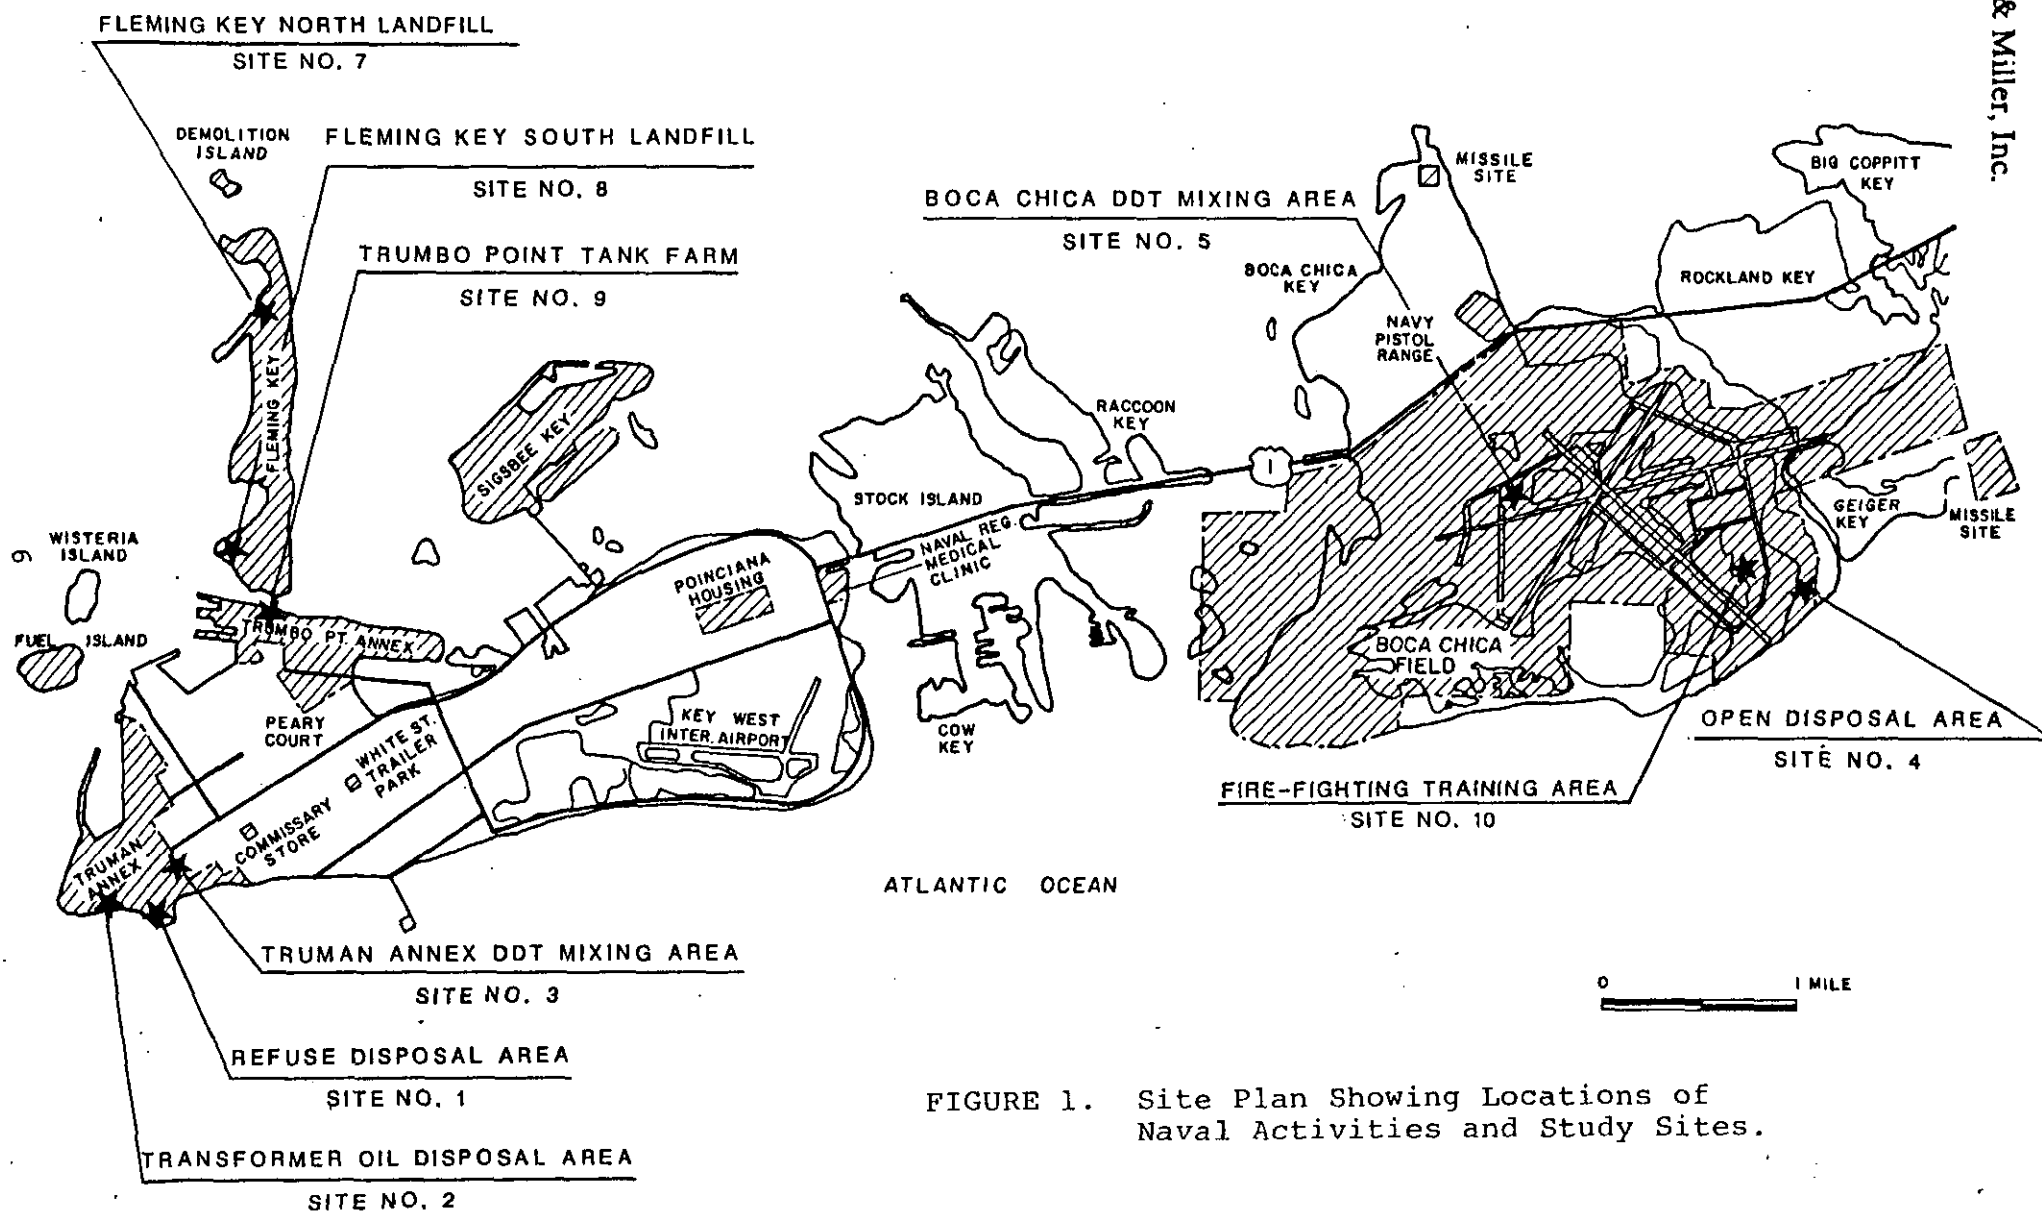 & Miller, Inc.
FLEMING KEY NORTH LANDFILL
SITE NO. 7
DEMOLITION
ISLAND
FLEMING KEY SOUTH LANDFILL
SITE NO. 8
TRUMBO POINT TANK FARM
SITE NO. 9
BOCA CHICA DDT MIXING AREA
SITE NO. 5
MISSILE
SITE
BIG COPPITT
KEY
BOCA CHICA
KEY
ROCKLAND KEY
NAVY
PISTOL
RANGE
FLEMING KEY
SIGSBEE KEY
RACCOON
KEY
STOCK ISLAND
1
NAVAL REG.
MEDICAL
CLINIC
GEIGER
KEY
MISSILE
SITE
WISTERIA
ISLAND
6
FUEL ISLAND
TRUMBO PT. ANNEX
POINCIANA
HOUSING
BOCA CHICA
FIELD
PEARY
COURT
KEY WEST
INTER. AIRPORT
COW
KEY
WHITE ST.
TRAILER
PARK
COMMISSARY
STORE
TRUMAN
ANNEX
OPEN DISPOSAL AREA
SITE NO. 4
FIRE-FIGHTING TRAINING AREA
SITE NO. 10
ATLANTIC OCEAN
TRUMAN ANNEX DDT MIXING AREA
SITE NO. 3
0 1 MILE
REFUSE DISPOSAL AREA
SITE NO. 1
TRANSFORMER OIL DISPOSAL AREA
SITE NO. 2
FIGURE 1. Site Plan Showing Locations of
Naval Activities and Study Sites.